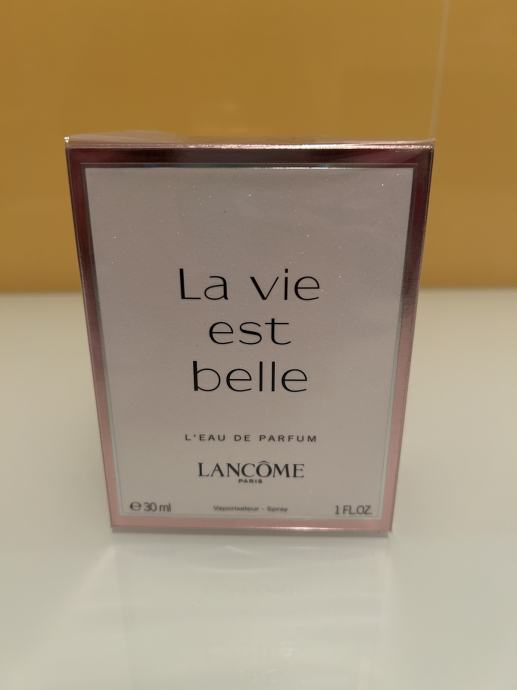 La vie
est
belle
L'EAU DE PARFUM
LANCÔME
PARIS
℮ 30 ml Vaporisateur - Spray 1 FL.OZ.